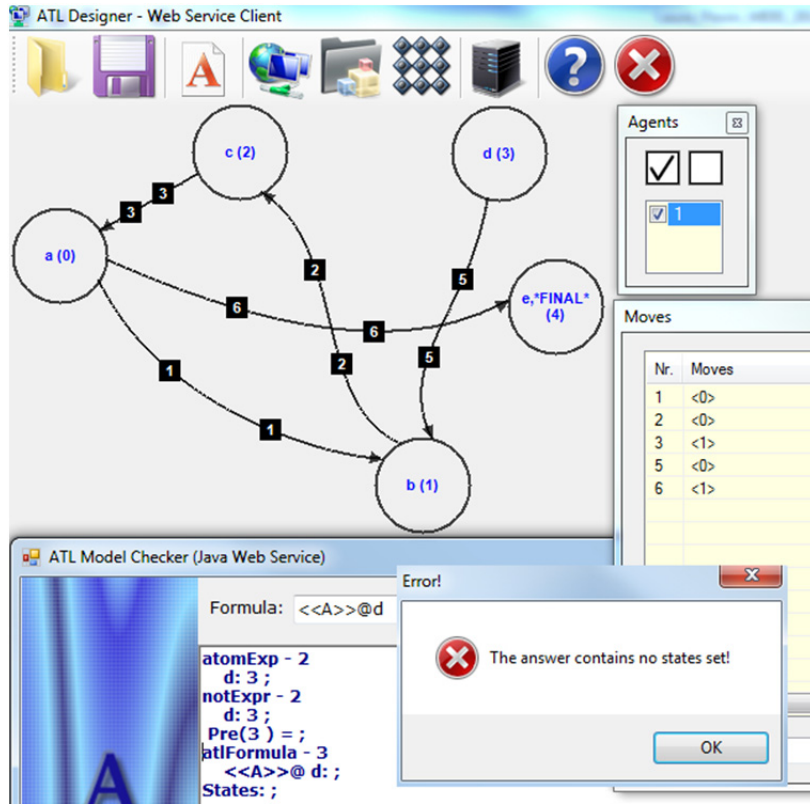 ATL Designer - Web Service Client
A
?
c (2)
d (3)
Agents
3
3
1
a (0)
2
5
e,*FINAL*
(4)
6
6
2
5
1
1
b (1)
Moves
Nr. Moves
1 <0>
2 <0>
3 <1>
5 <0>
6 <1>
ATL Model Checker (Java Web Service)
Formula: <<A>>@d
atomExp - 2
d: 3 ;
notExpr - 2
d: 3 ;
Pre(3 ) = ;
atlFormula - 3
<<A>>@ d: ;
States: ;
A
Error!
The answer contains no states set!
OK